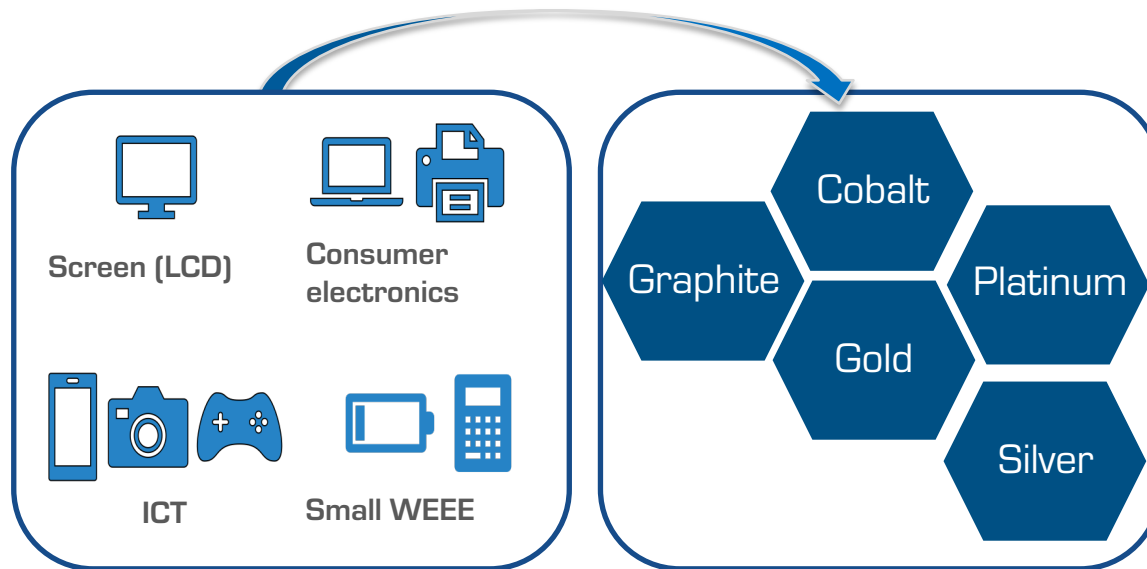 Screen (LCD)
Consumer
electronics
ICT
Small WEEE
Cobalt
Graphite
Platinum
Gold
Silver